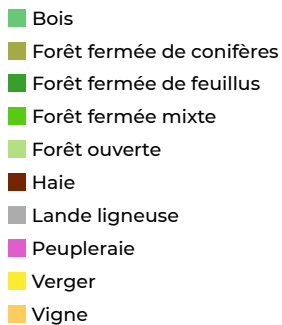 Bois
Forêt fermée de conifères
Forêt fermée de feuillus
Forêt fermée mixte
Forêt ouverte
Haie
Lande ligneuse
Peupleraie
Verger
Vigne